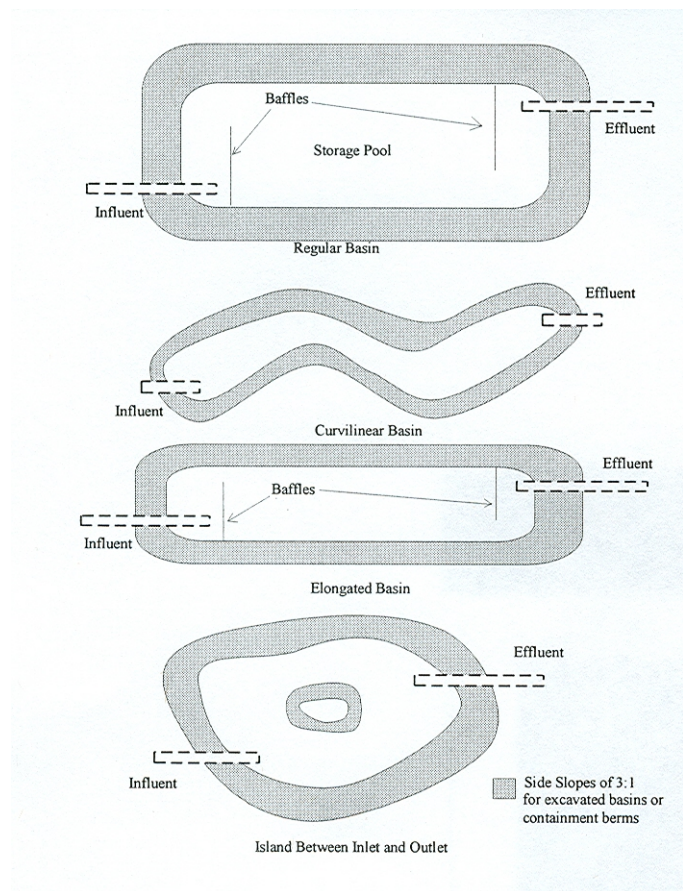 Baffles
Effluent
Storage Pool
Influent
Regular Basin
Effluent
Influent
Curvilinear Basin
Effluent
Baffles
Influent
Elongated Basin
Effluent
Influent
Side Slopes of 3:1
for excavated basins or
containment berms
Island Between Inlet and Outlet